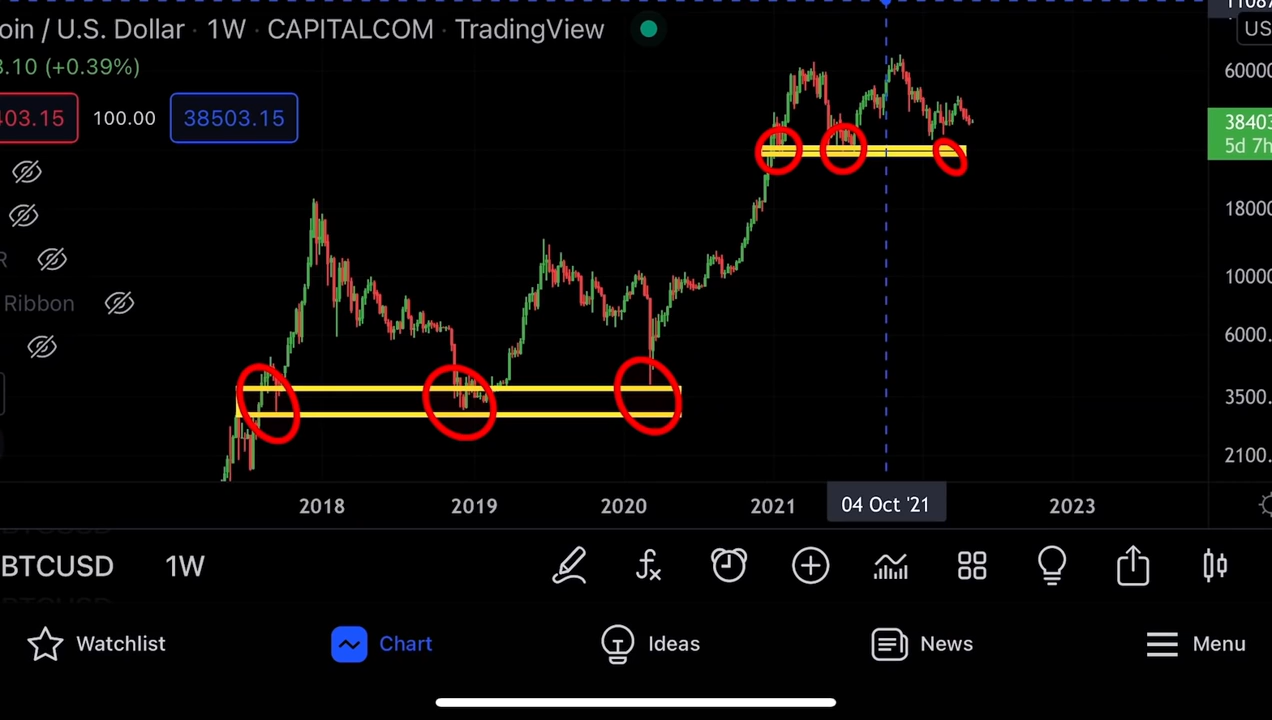 oin / U.S. Dollar · 1W · CAPITALCOM · TradingView
US
3.10 (+0.39%)
60000
403.15 100.00 38503.15
38403
5d 7h
18000
R
10000
Ribbon
6000.
3500.
2100.
2018 2019 2020 2021 04 Oct '21 2023
BTCUSD 1W
Watchlist Chart Ideas News Menu